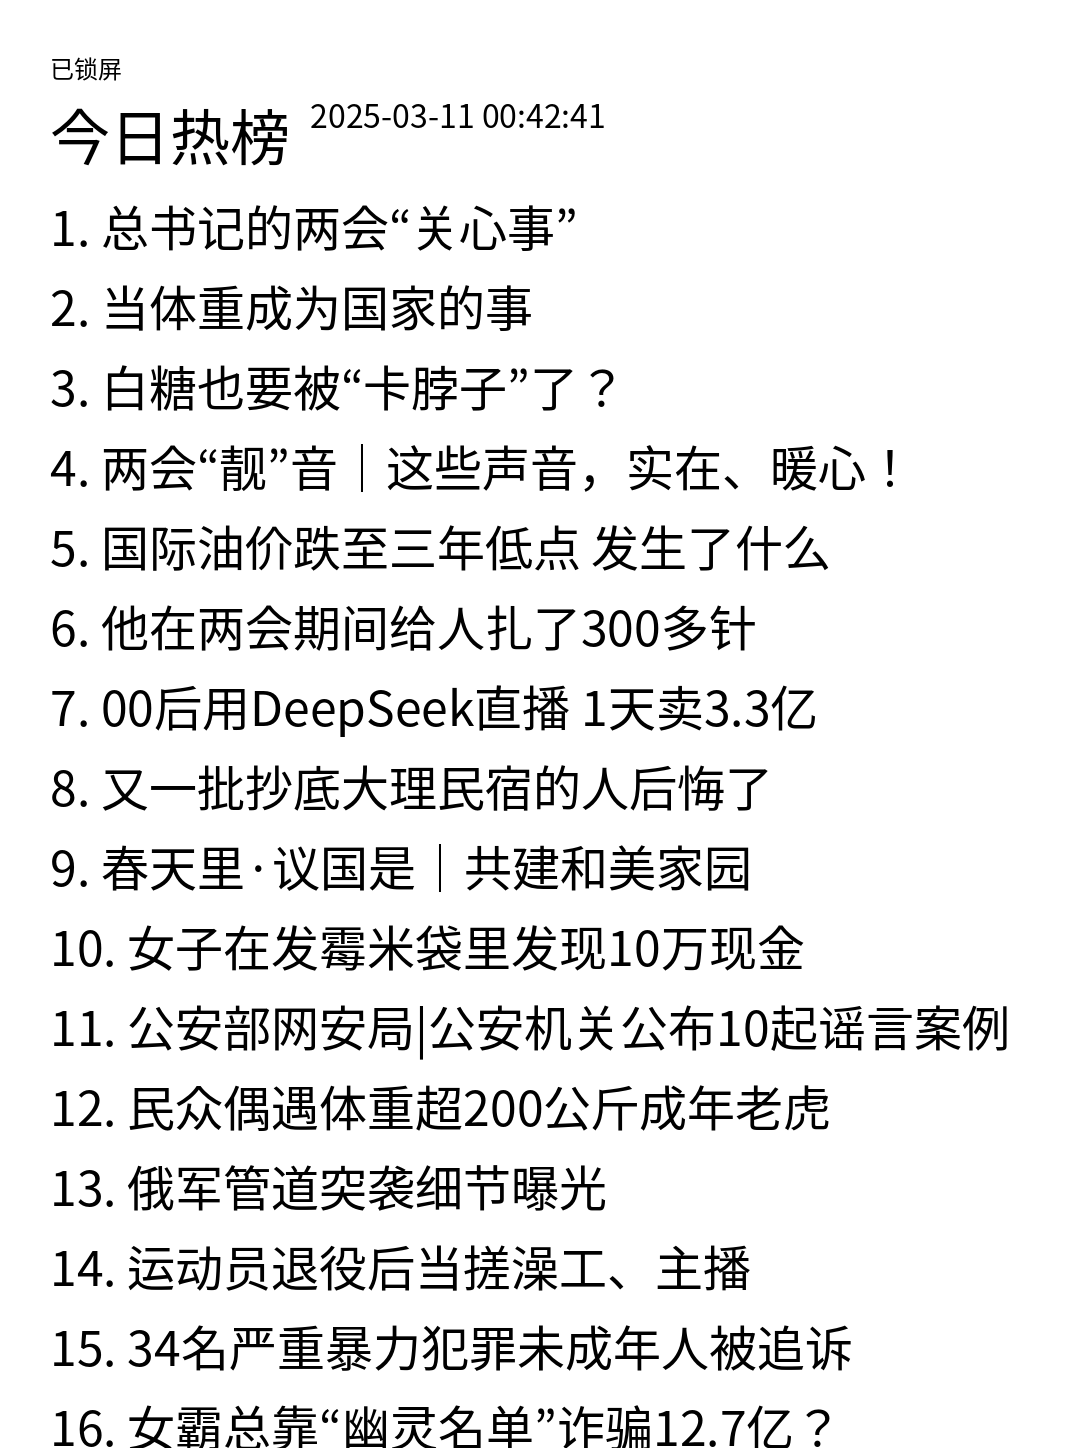 已锁屏
今日热榜 2025-03-11 00:42:41
1. 总书记的两会“关心事”
2. 当体重成为国家的事
3. 白糖也要被“卡脖子”了？
4. 两会“靓”音｜这些声音，实在、暖心！
5. 国际油价跌至三年低点 发生了什么
6. 他在两会期间给人扎了300多针
7. 00后用DeepSeek直播 1天卖3.3亿
8. 又一批抄底大理民宿的人后悔了
9. 春天里·议国是｜共建和美家园
10. 女子在发霉米袋里发现10万现金
11. 公安部网安局|公安机关公布10起谣言案例
12. 民众偶遇体重超200公斤成年老虎
13. 俄军管道突袭细节曝光
14. 运动员退役后当搓澡工、主播
15. 34名严重暴力犯罪未成年人被追诉
16. 女霸总靠“幽灵名单”诈骗12.7亿？